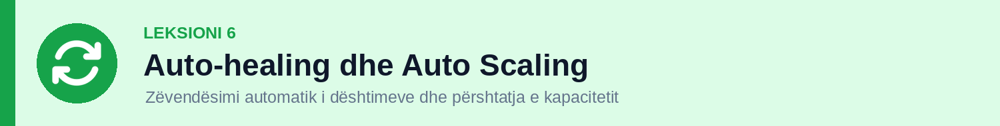 LEKSIONI 6
Auto-healing dhe Auto Scaling
Zëvendësimi automatik i dështimeve dhe përshtatja e kapacitetit